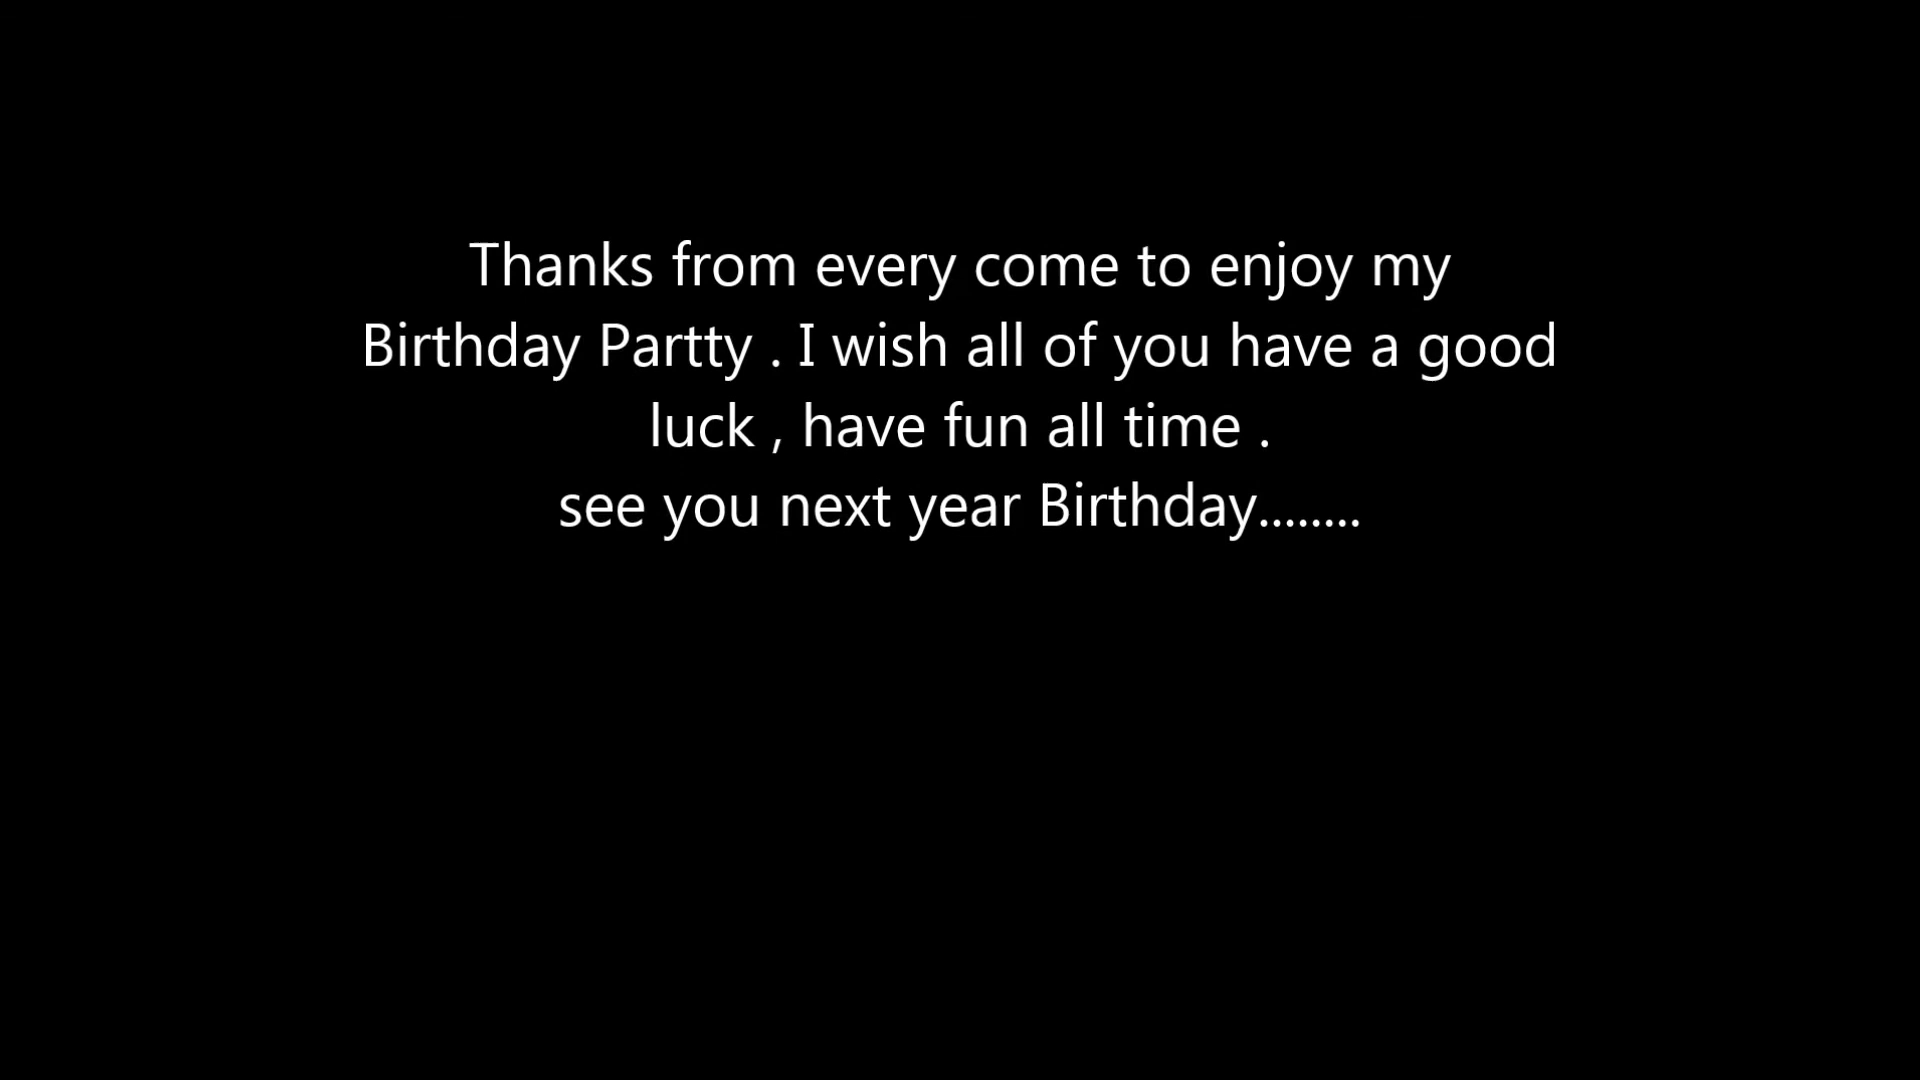 Thanks from every come to enjoy my
Birthday Partty . I wish all of you have a good
luck , have fun all time .
see you next year Birthday........